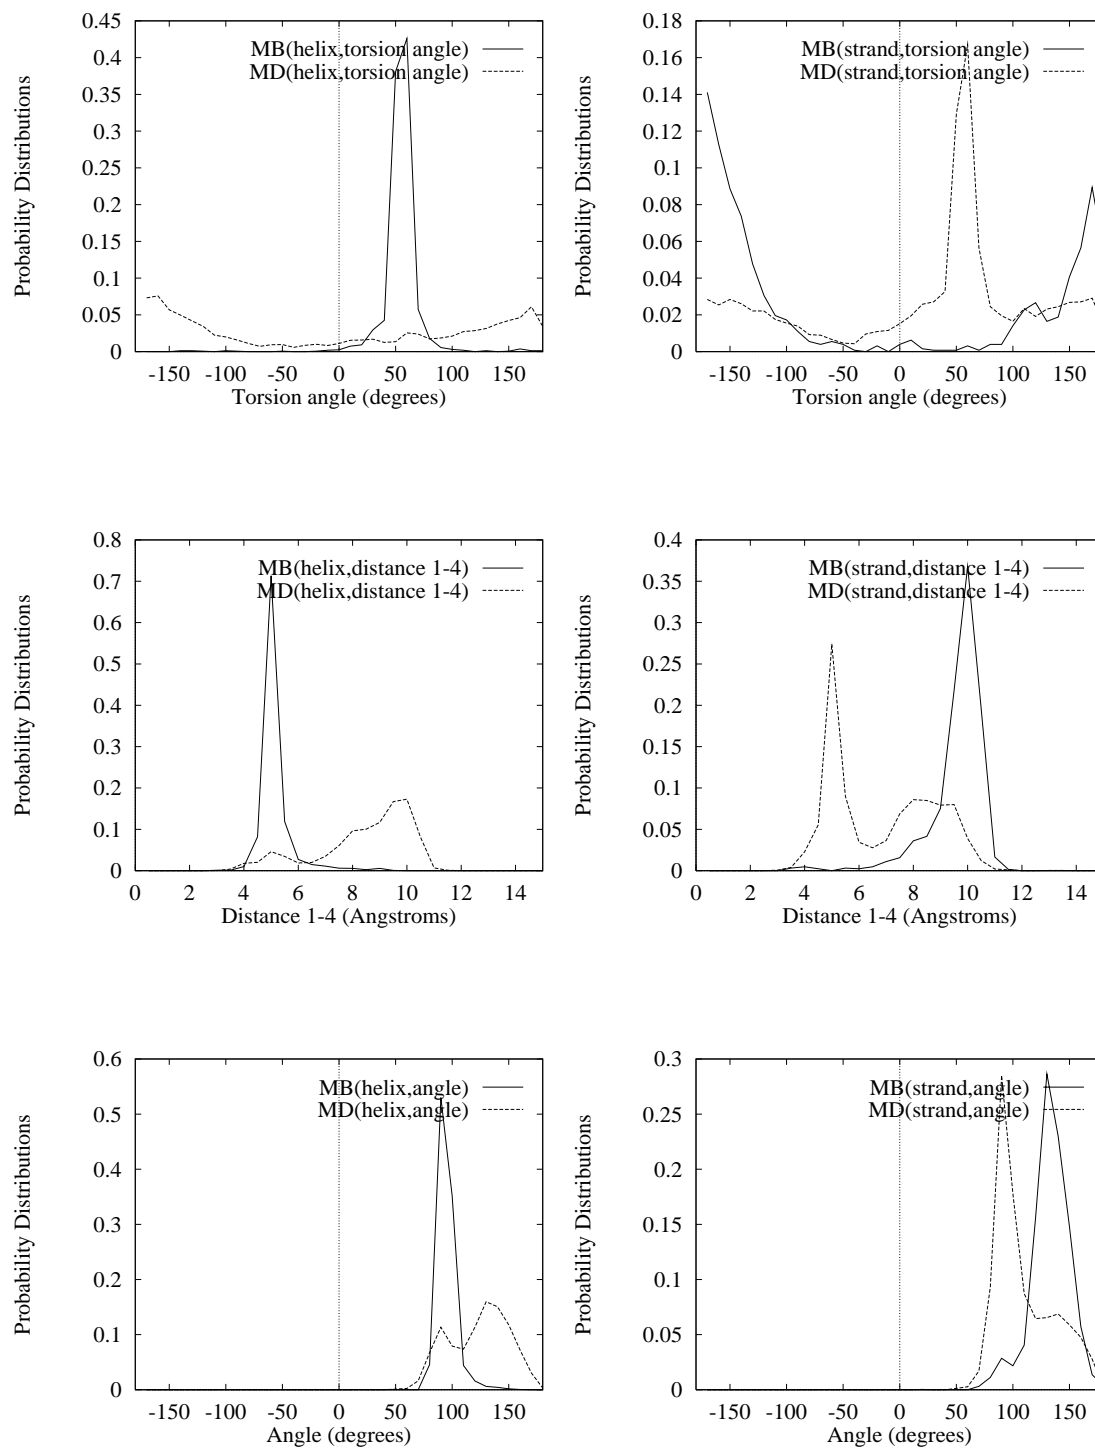 0.45
0.4
0.35
0.3
0.25
0.2
0.15
0.1
0.05
0
-150 -100 -50 0 50 100 150
Torsion angle (degrees)
Probability Distributions
MB(helix,torsion angle)
MD(helix,torsion angle)
0.18
0.16
0.14
0.12
0.1
0.08
0.06
0.04
0.02
0
-150 -100 -50 0 50 100 150
Torsion angle (degrees)
Probability Distributions
MB(strand,torsion angle)
MD(strand,torsion angle)
0.8
0.7
0.6
0.5
0.4
0.3
0.2
0.1
0
0 2 4 6 8 10 12 14
Distance 1-4 (Angstroms)
Probability Distributions
MB(helix,distance 1-4)
MD(helix,distance 1-4)
0.4
0.35
0.3
0.25
0.2
0.15
0.1
0.05
0
0 2 4 6 8 10 12 14
Distance 1-4 (Angstroms)
Probability Distributions
MB(strand,distance 1-4)
MD(strand,distance 1-4)
0.6
0.5
0.4
0.3
0.2
0.1
0
-150 -100 -50 0 50 100 150
Angle (degrees)
Probability Distributions
MB(helix,angle)
MD(helix,angle)
0.3
0.25
0.2
0.15
0.1
0.05
0
-150 -100 -50 0 50 100 150
Angle (degrees)
Probability Distributions
MB(strand,angle)
MD(strand,angle)